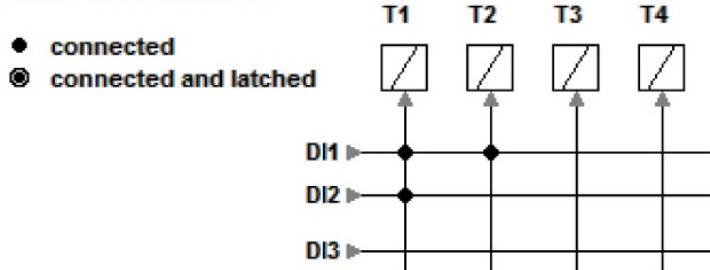 T1 T2 T3 T4
connected
connected and latched
DI1
DI2
DI3